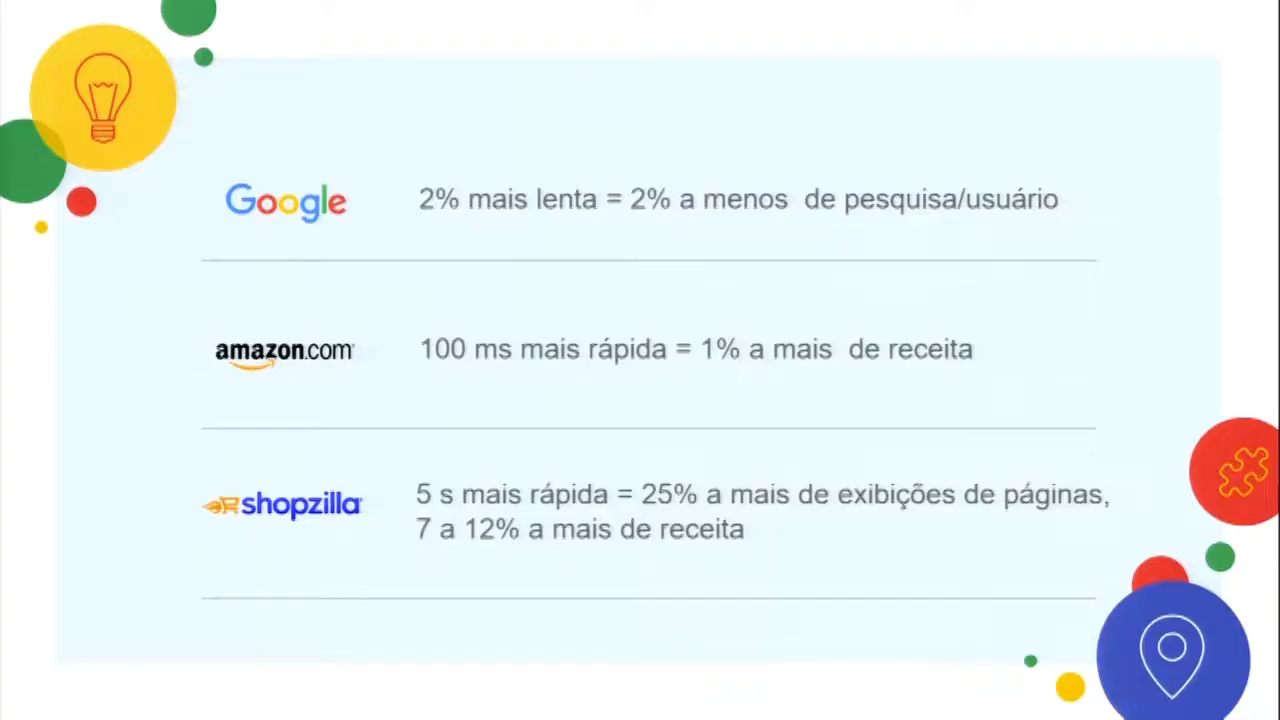 Google 2% mais lenta = 2% a menos de pesquisa/usuário
amazon.com 100 ms mais rápida = 1% a mais de receita
shopzilla 5 s mais rápida = 25% a mais de exibições de páginas,
7 a 12% a mais de receita